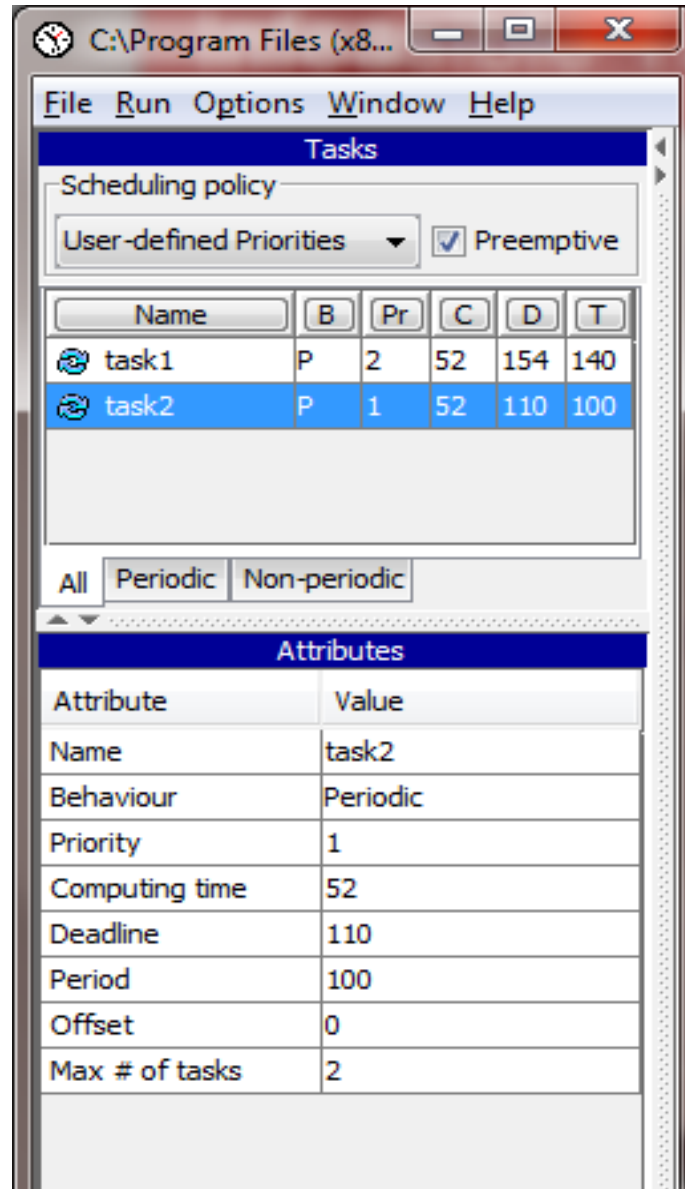 C:\Program Files (x8...
File Run Options Window Help
Tasks
Scheduling policy
User-defined Priorities Preemptive
Name B Pr C D T
task1 P 2 52 154 140
task2 P 1 52 110 100
All Periodic Non-periodic
Attributes
Attribute Value
Name task2
Behaviour Periodic
Priority 1
Computing time 52
Deadline 110
Period 100
Offset 0
Max # of tasks 2